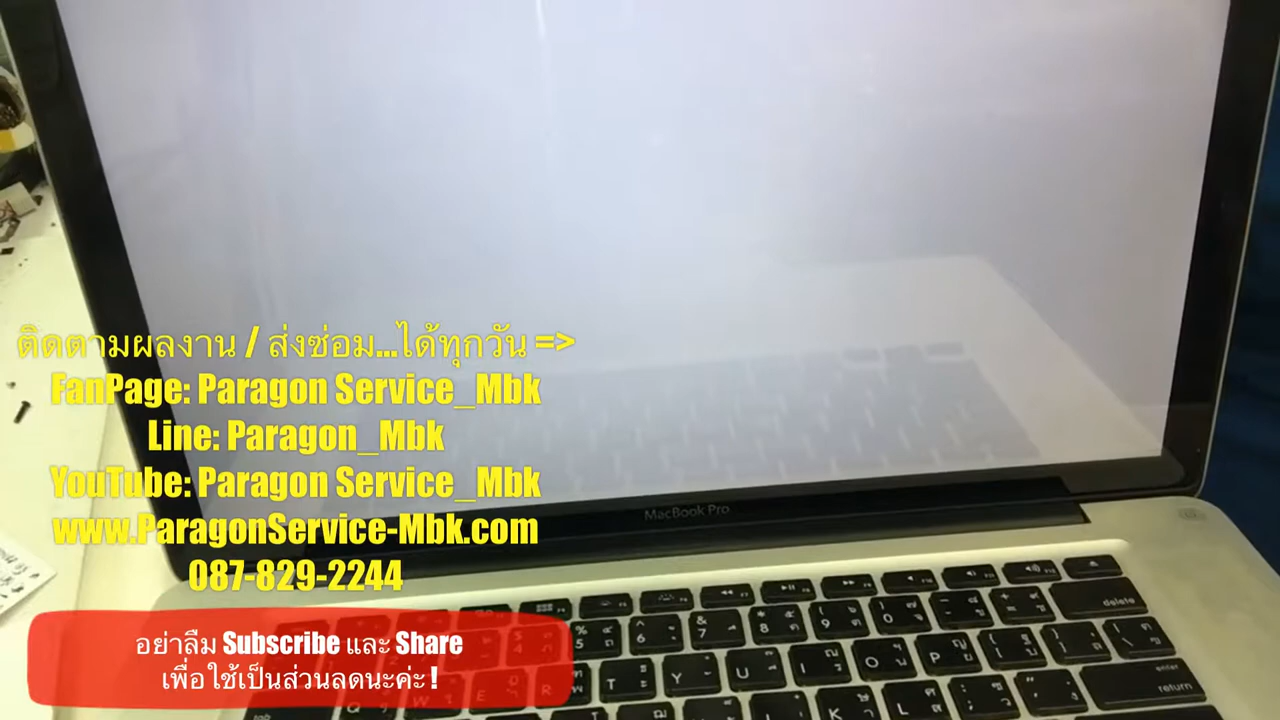 ติดตามผลงาน / ส่งซ่อม...ได้ทุกวัน =>
FanPage: Paragon Service_Mbk
Line: Paragon_Mbk
YouTube: Paragon Service_Mbk
www.ParagonService-Mbk.com
087-829-2244
อย่าลืม Subscribe และ Share
เพื่อใช้เป็นส่วนลดนะค่ะ !
MacBook Pro
delete
enter
return